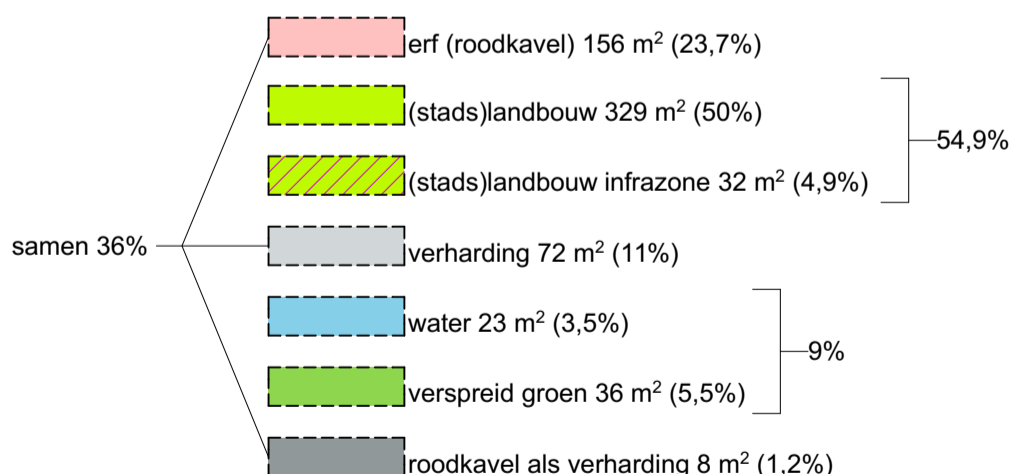 erf (roodkavel) 156 m² (23,7%)
(stads)landbouw 329 m² (50%)
54,9%
(stads)landbouw infrazone 32 m² (4,9%)
samen 36%
verharding 72 m² (11%)
water 23 m² (3,5%)
9%
verspreid groen 36 m² (5,5%)
roodkavel als verharding 8 m² (1,2%)